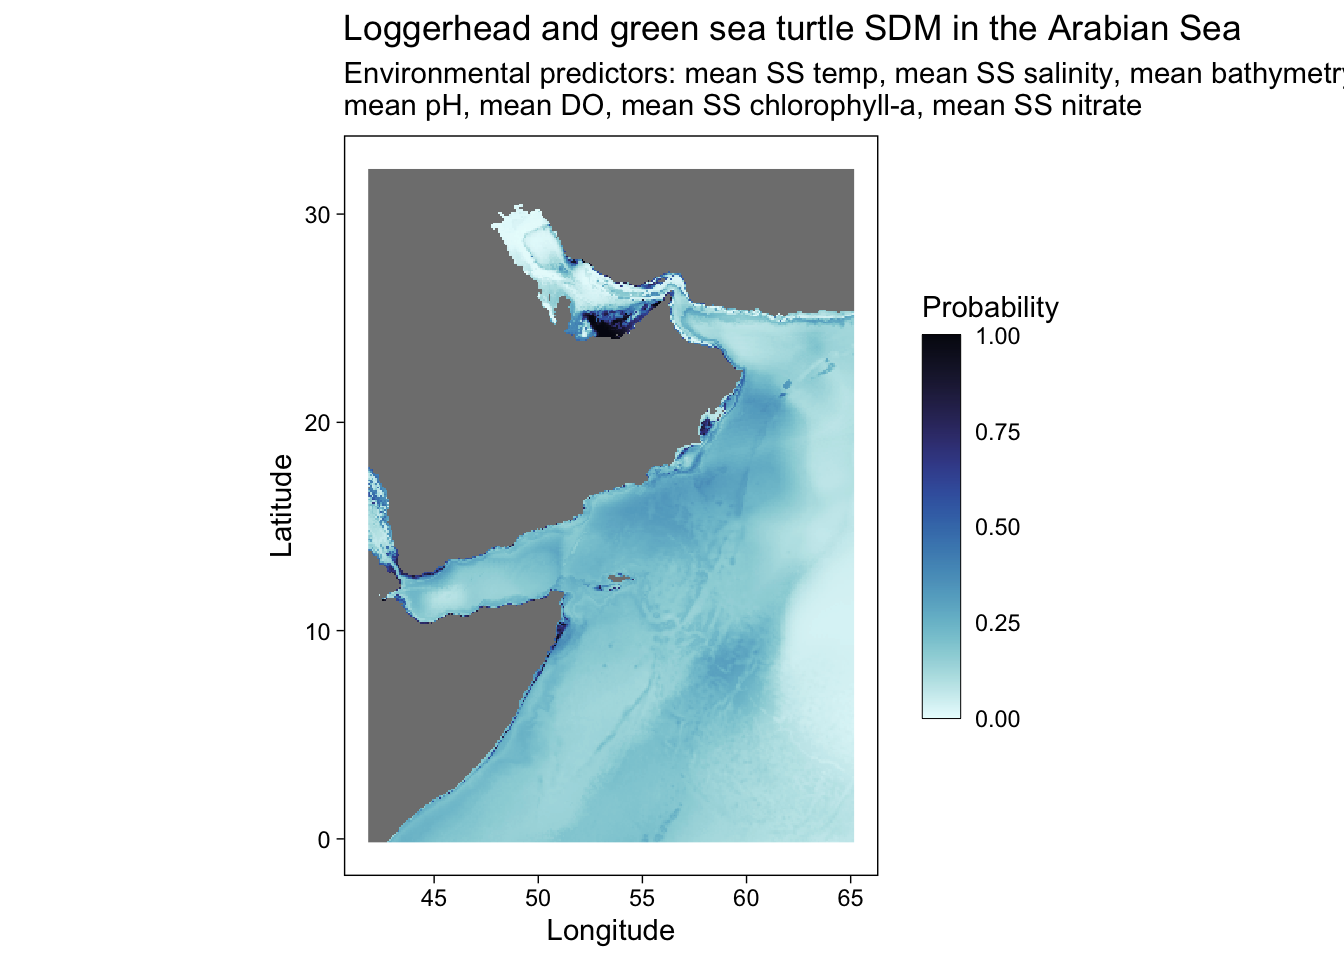 Loggerhead and green sea turtle SDM in the Arabian Sea
Environmental predictors: mean SS temp, mean SS salinity, mean bathymetry
mean pH, mean DO, mean SS chlorophyll-a, mean SS nitrate
Probability
1.00
0.75
0.50
0.25
0.00
Latitude
30
20
10
0
45 50 55 60 65
Longitude